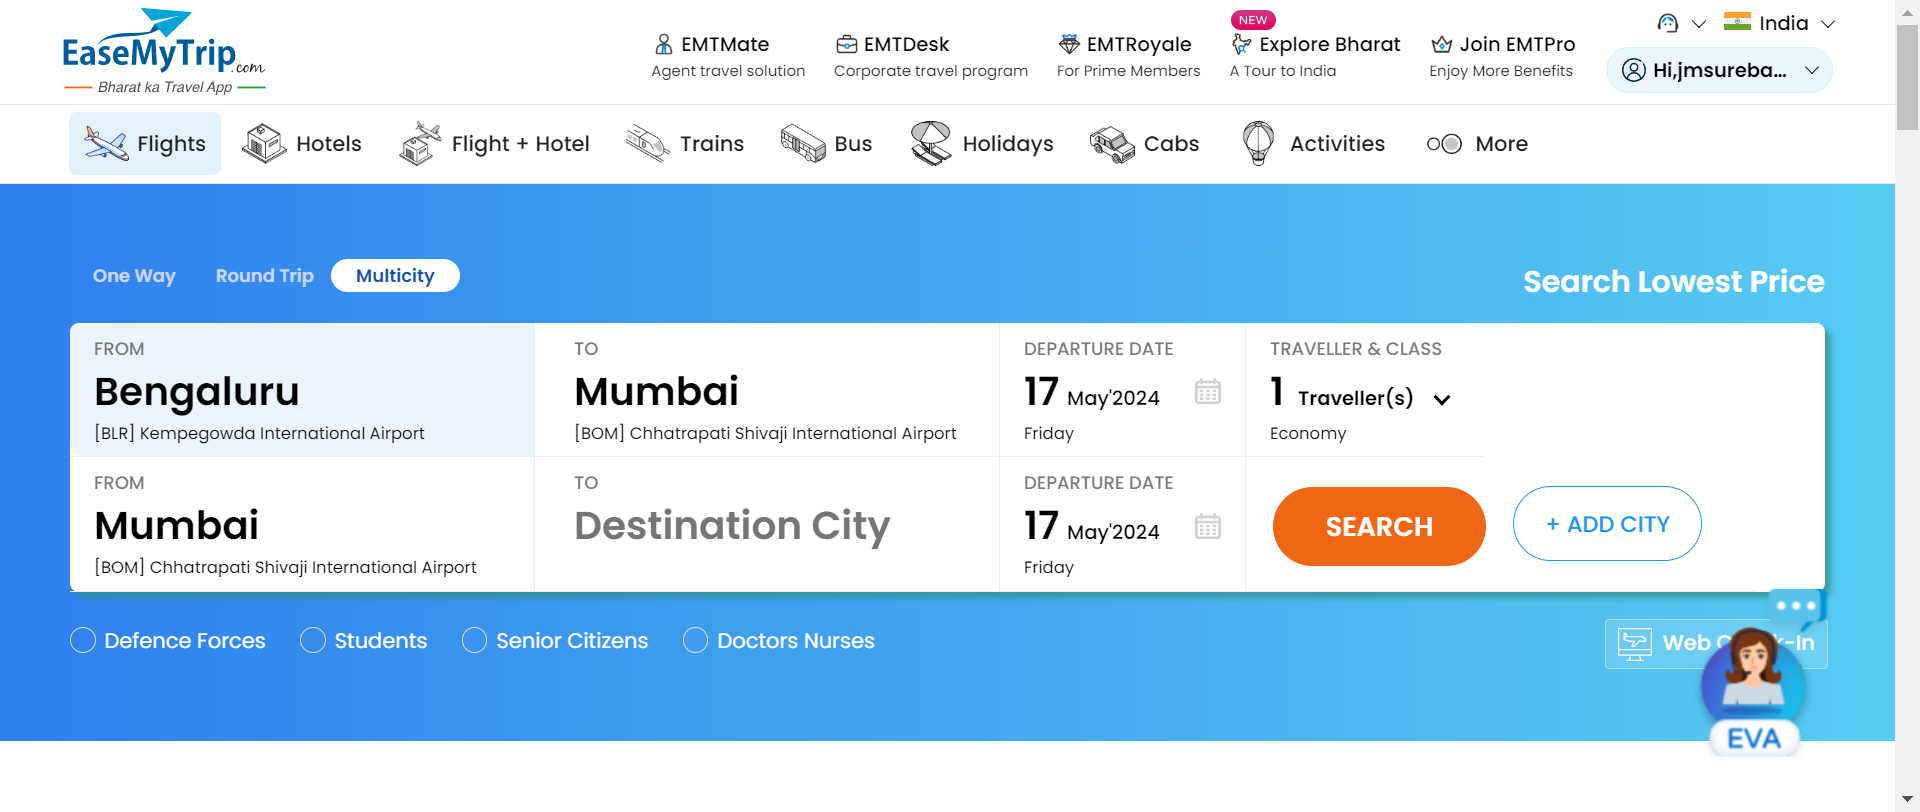 EaseMyTrip.com
Bharat ka Travel App
EMTMate
Agent travel solution
EMTDesk
Corporate travel program
EMTRoyale
For Prime Members
NEW
Explore Bharat
A Tour to India
Join EMTPro
Enjoy More Benefits
India
Hi,jmsureba...
Flights
Hotels
Flight + Hotel
Trains
Bus
Holidays
Cabs
Activities
More
One Way
Round Trip
Multicity
Search Lowest Price
FROM
Bengaluru
[BLR] Kempegowda International Airport
TO
Mumbai
[BOM] Chhatrapati Shivaji International Airport
DEPARTURE DATE
17 May'2024
Friday
TRAVELLER & CLASS
1 Traveller(s)
Economy
FROM
Mumbai
[BOM] Chhatrapati Shivaji International Airport
TO
Destination City
DEPARTURE DATE
17 May'2024
Friday
SEARCH
+ ADD CITY
Defence Forces
Students
Senior Citizens
Doctors Nurses
Web
-In
EVA